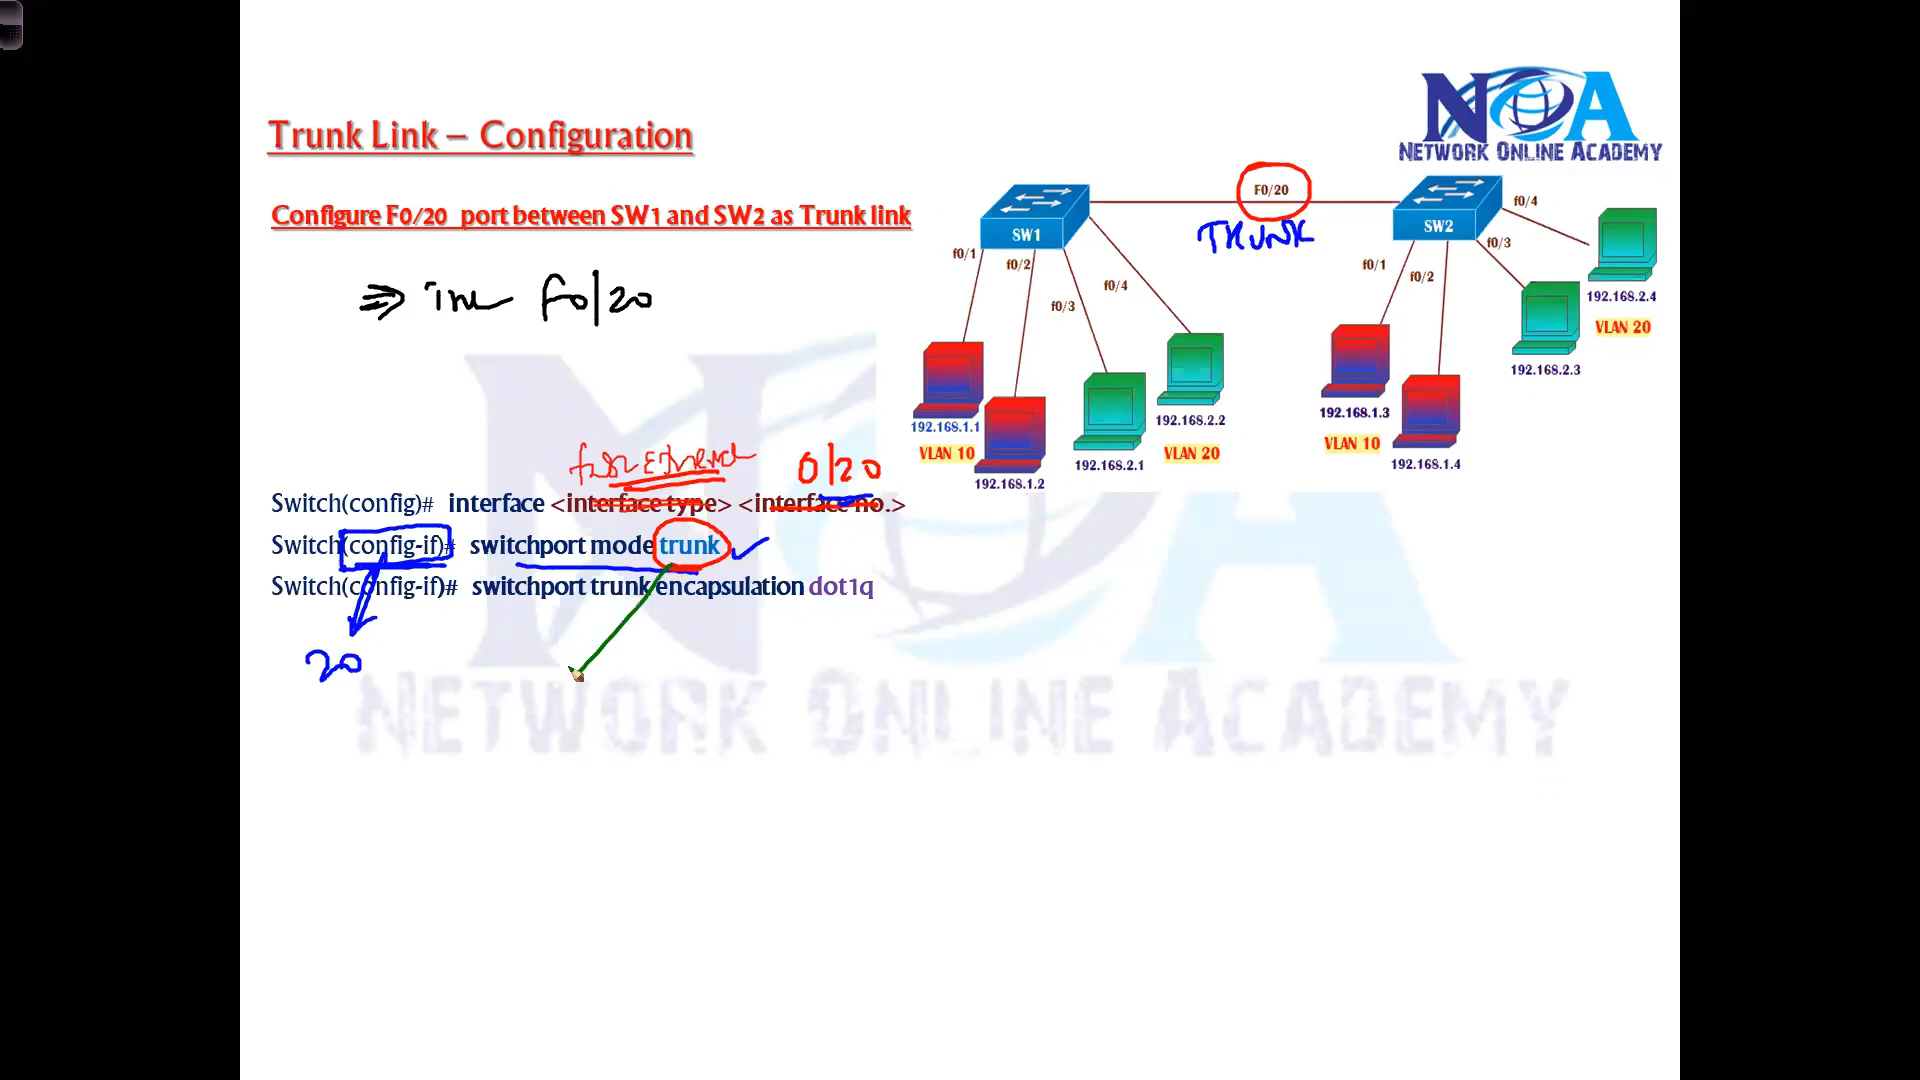 NOA
NETWORK ONLINE ACADEMY
Trunk Link – Configuration
Configure F0/20 port between SW1 and SW2 as Trunk link
⇒ int F0/20
F0/20
TRUNK
SW1
SW2
f0/1
f0/2
f0/3
f0/4
f0/1
f0/2
f0/3
f0/4
192.168.2.4
VLAN 20
192.168.2.3
192.168.1.1
VLAN 10
192.168.1.2
192.168.2.1
192.168.2.2
VLAN 20
192.168.1.3
VLAN 10
192.168.1.4
0/20
Switch(config)# interface <interface type> <interface no.>
Switch(config-if)# switchport mode trunk
Switch(config-if)# switchport trunk encapsulation dot1q
20
NOA
NETWORK ONLINE ACADEMY